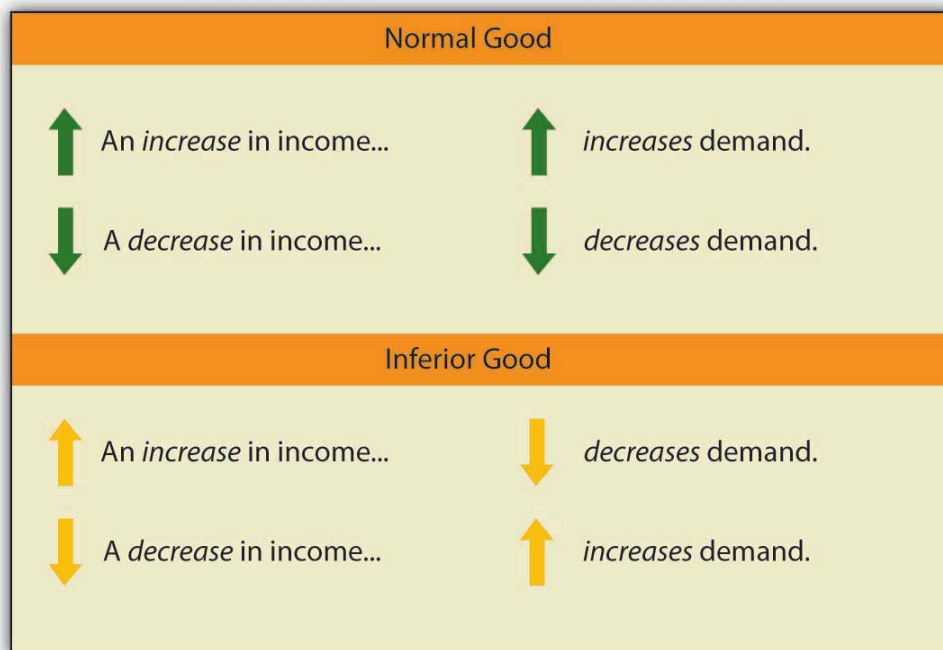 Normal Good
An increase in income... increases demand.
A decrease in income... decreases demand.
Inferior Good
An increase in income... decreases demand.
A decrease in income... increases demand.